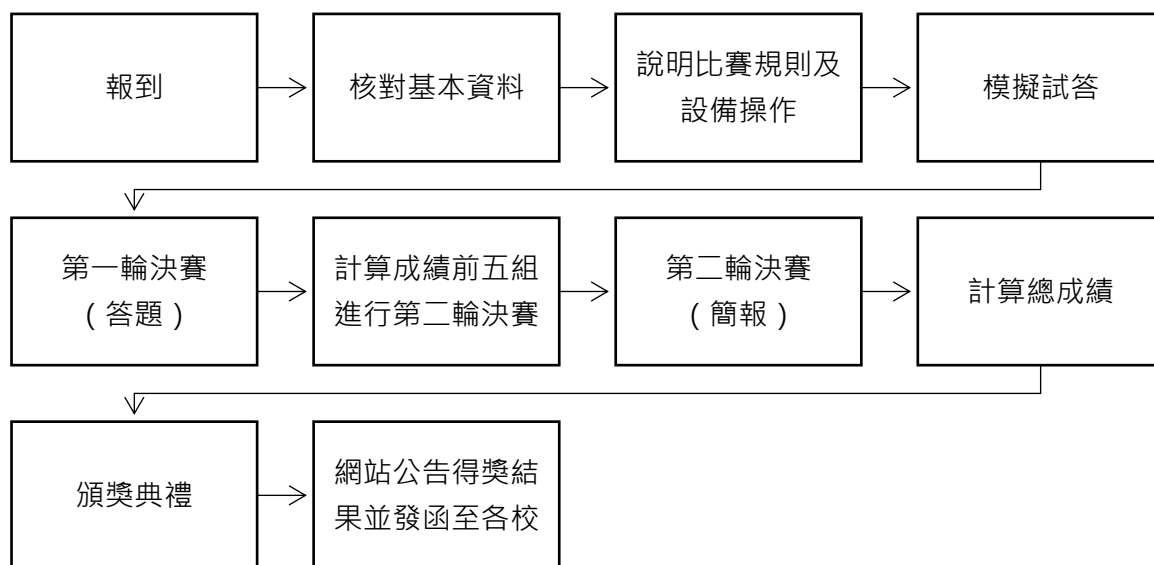 報到
核對基本資料
說明比賽規則及
設備操作
模擬試答
第一輪決賽
（答題）
計算成績前五組
進行第二輪決賽
第二輪決賽
（簡報）
計算總成績
頒獎典禮
網站公告得獎結
果並發函至各校